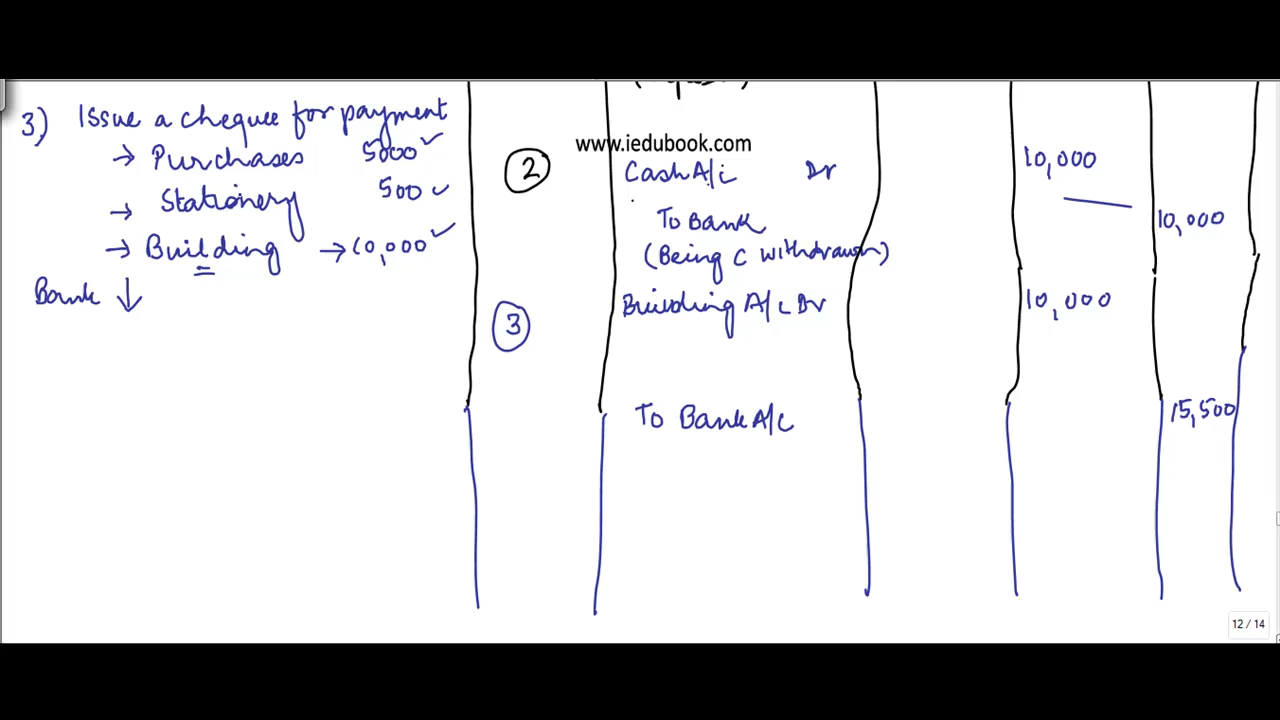 3) Issue a chequee for payment
→ Purchases 5000 ✓
→ Stationery 500 ✓
→ Building → 10,000 ✓
Bank ↓
www.iedubook.com
2 Cash A/c Dr 10,000
To Bank 10,000
(Being C withdrawn)
3 Building A/c Dr 10,000
To Bank A/c 15,500
12 / 14